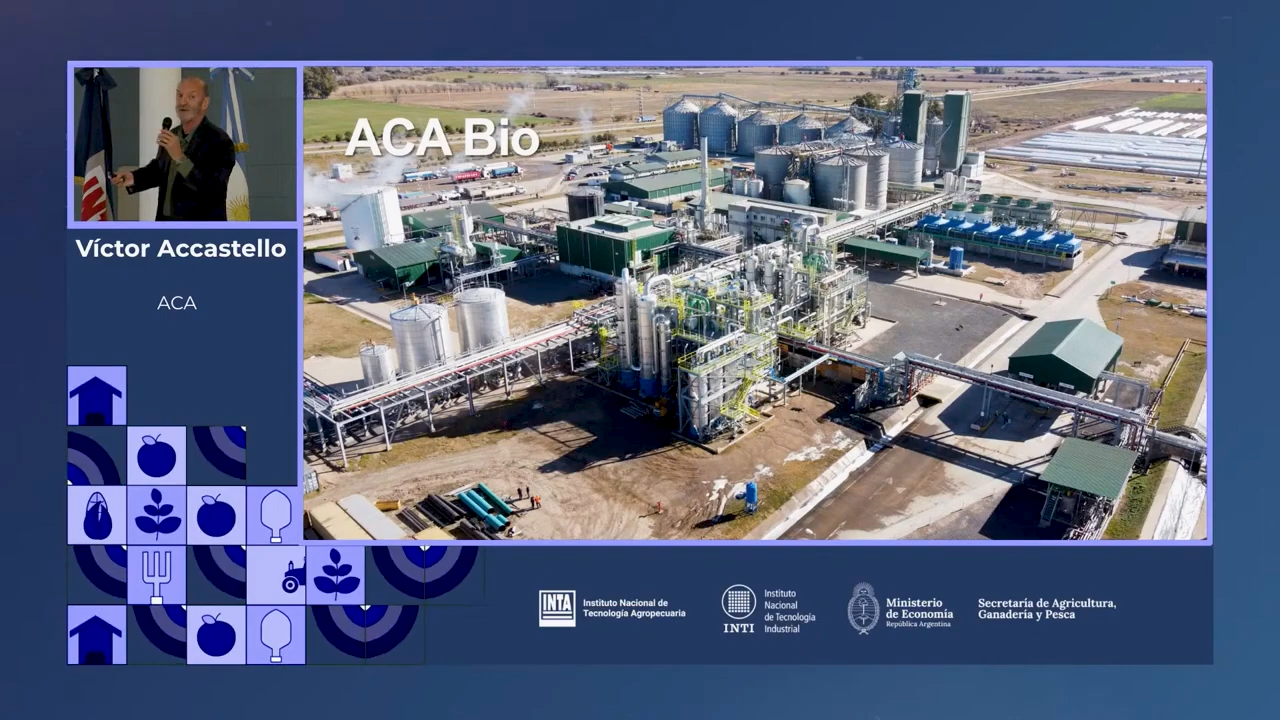 ACA Bio
Víctor Accastello
ACA
INTA
Instituto Nacional de
Tecnología Agropecuaria
INTI
Instituto
Nacional
de Tecnología
Industrial
Ministerio
de Economía
República Argentina
Secretaría de Agricultura,
Ganadería y Pesca